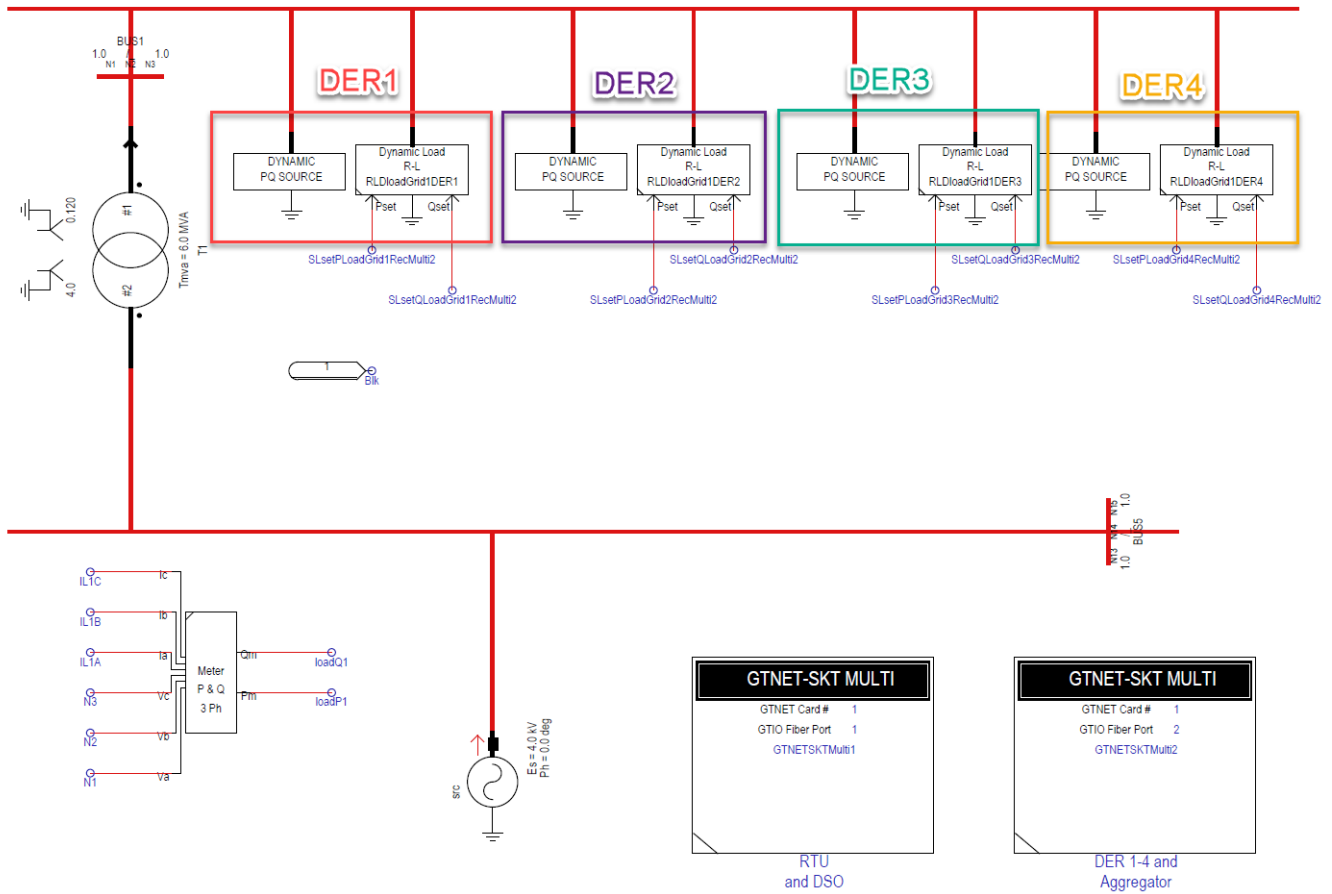 BUS1
1.0 / 1.0
N1 N2 N3
DER1
DER2
DER3
DER4
DYNAMIC
PQ SOURCE
Dynamic Load
R-L
RLDloadGrid1DER1
Pset Qset
SLsetPLoadGrid1RecMulti2
SLsetQLoadGrid1RecMulti2
DYNAMIC
PQ SOURCE
Dynamic Load
R-L
RLDloadGrid1DER2
Pset Qset
SLsetQLoadGrid2RecMulti2
SLsetPLoadGrid2RecMulti2
DYNAMIC
PQ SOURCE
Dynamic Load
R-L
RLDloadGrid1DER3
Pset Qset
SLsetQLoadGrid3RecMulti2
SLsetPLoadGrid3RecMulti2
DYNAMIC
PQ SOURCE
Dynamic Load
R-L
RLDloadGrid1DER4
Pset Qset
SLsetPLoadGrid4RecMulti2
SLsetQLoadGrid4RecMulti2
0.120
#1
4.0
#2
Tmva = 6.0 MVA
T1
1
Blk
1.0 / 1.0
N13 N14 N15
BUS5
IL1C
Ic
IL1B
Ib
IL1A
Ia
N3
Vc
N2
Vb
N1
Va
Meter
P & Q
3 Ph
Qm
loadQ1
Pm
loadP1
src
Es = 4.0 kV
Ph = 0.0 deg
GTNET-SKT MULTI
GTNET Card # 1
GTIO Fiber Port 1
GTNETSKTMulti1
RTU
and DSO
GTNET-SKT MULTI
GTNET Card # 1
GTIO Fiber Port 2
GTNETSKTMulti2
DER 1-4 and
Aggregator